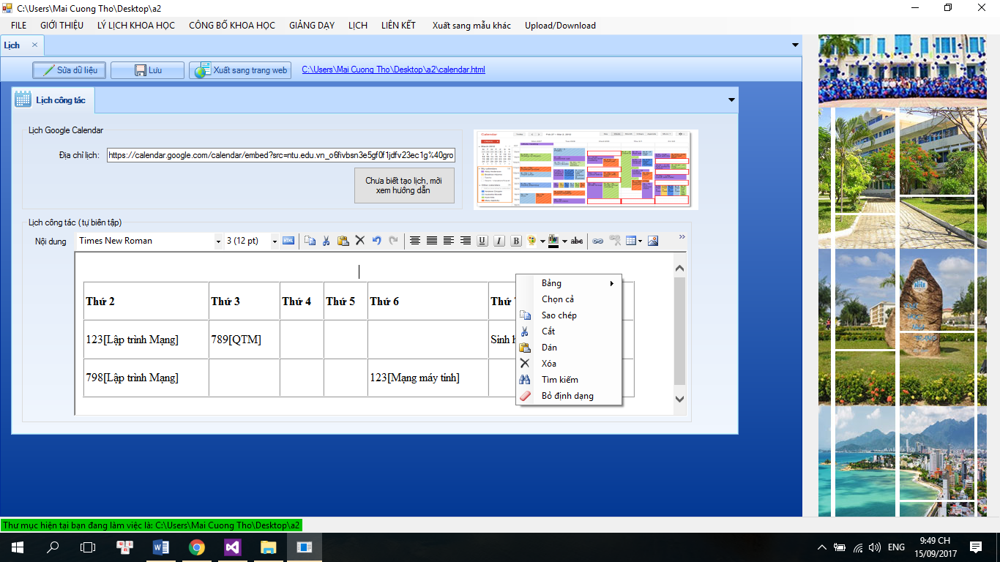 C:\Users\Mai Cuong Tho\Desktop\a2
FILE GIỚI THIỆU LÝ LỊCH KHOA HỌC CÔNG BỐ KHOA HỌC GIẢNG DẠY LỊCH LIÊN KẾT Xuất sang mẫu khác Upload/Download
Lịch
Sửa dữ liệu Lưu Xuất sang trang web C:\Users\Mai Cuong Tho\Desktop\a2\calendar.html
Lịch công tác
Lịch Google Calendar
Địa chỉ lịch: https://calendar.google.com/calendar/embed?src=ntu.edu.vn_o6fivbsn3e5gf0f1jdfv23ec1g%40gro
Chưa biết tạo lịch, mời
xem hướng dẫn
Calendar
Lịch công tác (tự biên tập)
Nội dung Times New Roman 3 (12 pt) HTML U I B abc
Thứ 2 Thứ 3 Thứ 4 Thứ 5 Thứ 6 Thứ
123[Lập trình Mạng] 789[QTM] Sinh
798[Lập trình Mạng] 123[Mạng máy tính]
Bảng
Chọn cả
Sao chép
Cắt
Dán
Xóa
Tìm kiếm
Bỏ định dạng
Thư mục hiện tại bạn đang làm việc là: C:\Users\Mai Cuong Tho\Desktop\a2
ENG
9:49 CH
15/09/2017